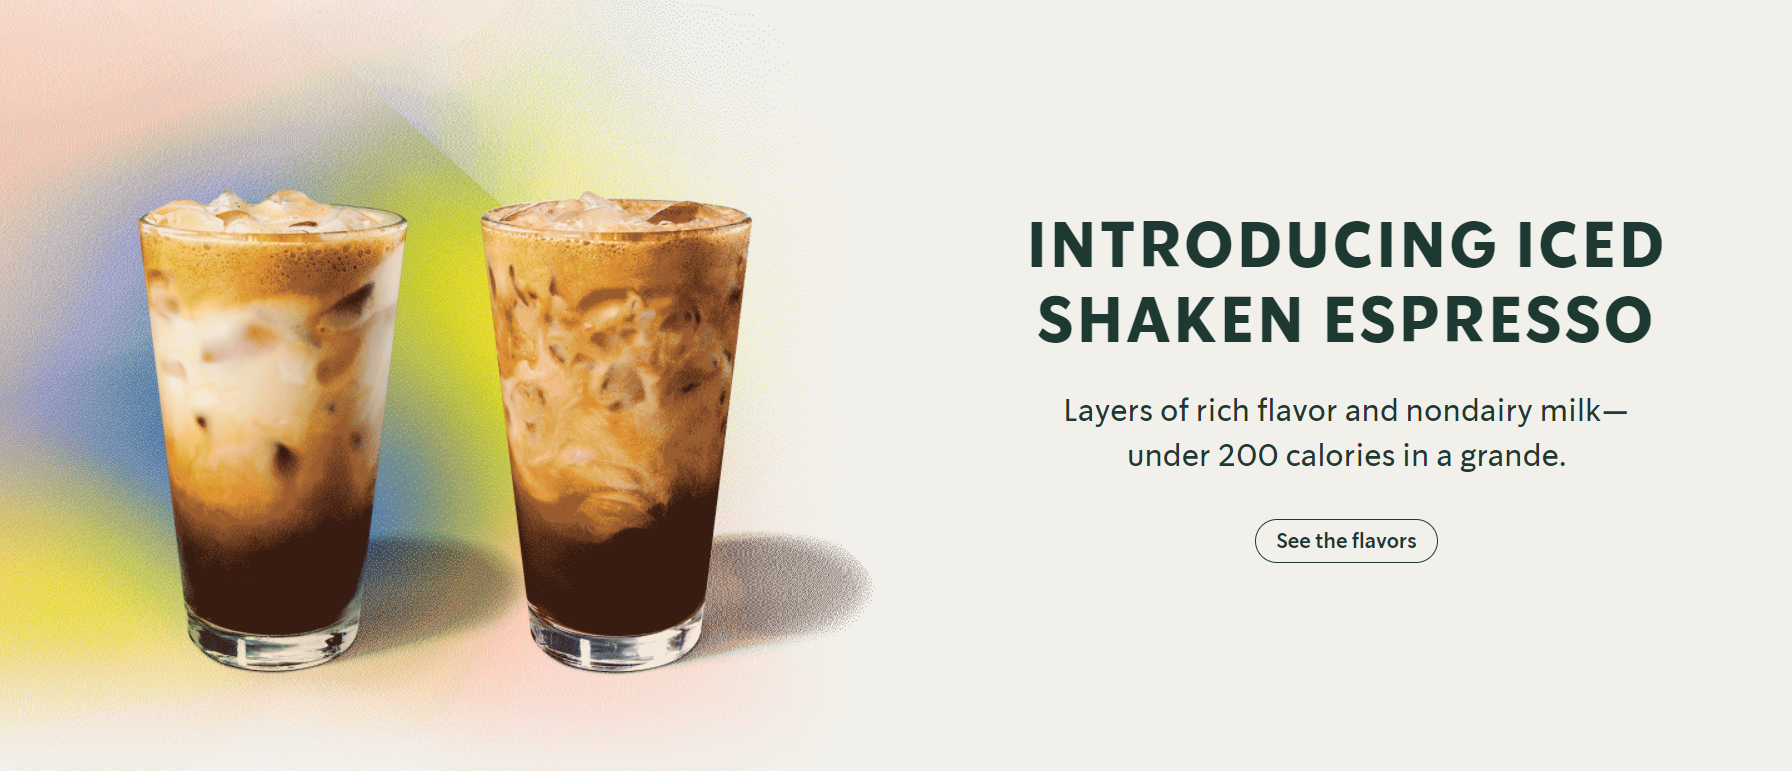 INTRODUCING ICED
SHAKEN ESPRESSO
Layers of rich flavor and nondairy milk—
under 200 calories in a grande.
See the flavors